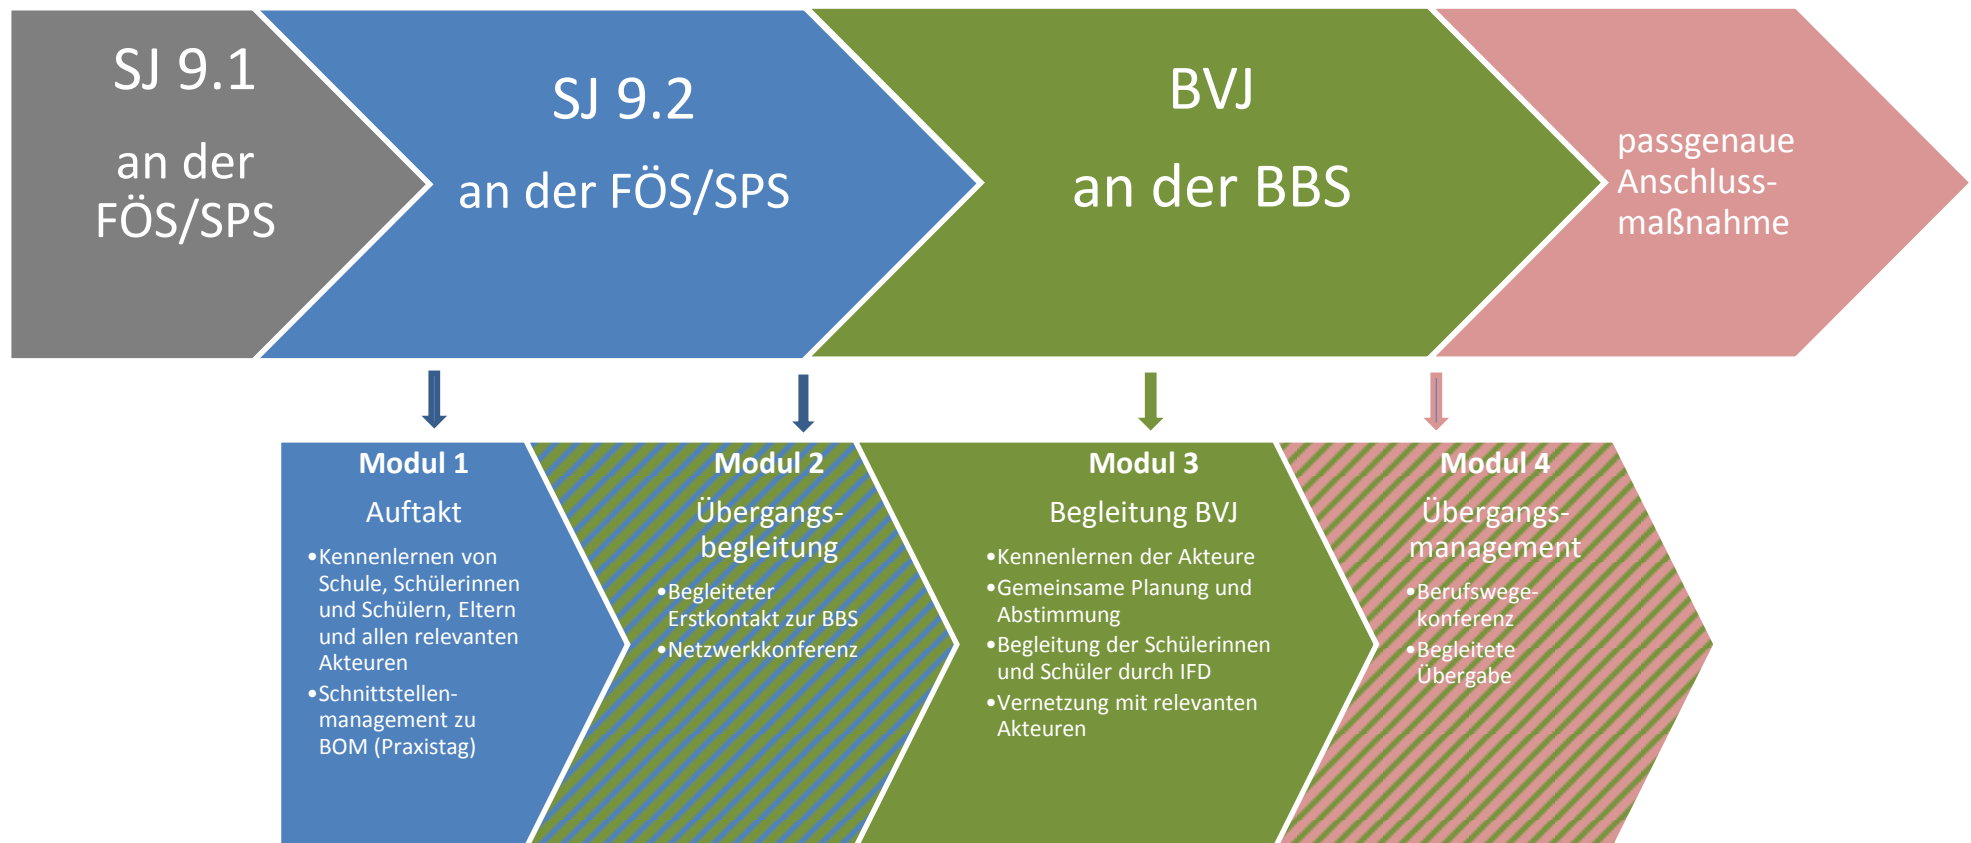 SJ 9.1
an der
FÖS/SPS
SJ 9.2
an der FÖS/SPS
BVJ
an der BBS
passgenaue
Anschluss-
maßnahme
Modul 1
Auftakt
•Kennenlernen von
Schule, Schülerinnen
und Schülern, Eltern
und allen relevanten
Akteuren
•Schnittstellen-
management zu
BOM (Praxistag)
Modul 2
Übergangs-
begleitung
•Begleiteter
Erstkontakt zur BBS
•Netzwerkkonferenz
Modul 3
Begleitung BVJ
•Kennenlernen der Akteure
•Gemeinsame Planung und
Abstimmung
•Begleitung der Schülerinnen
und Schüler durch IFD
•Vernetzung mit relevanten
Akteuren
Modul 4
Übergangs-
management
•Berufswege-
konferenz
•Begleitete
Übergabe